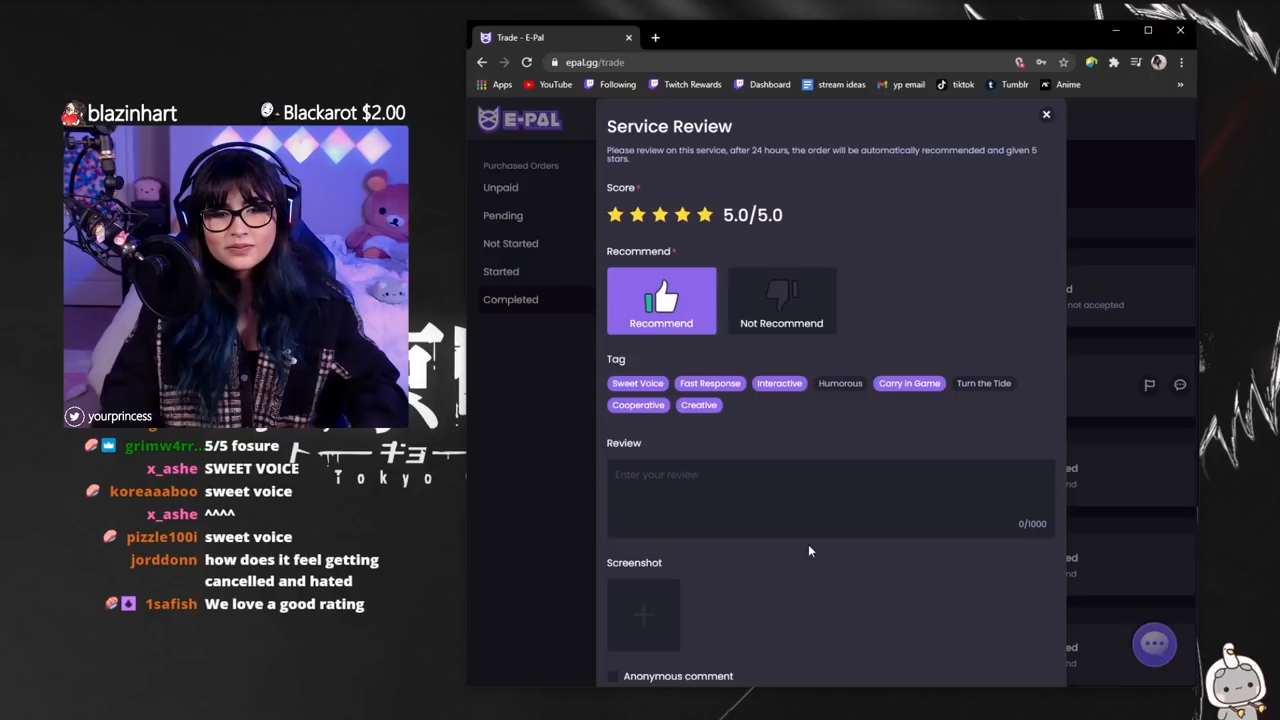 blazinhart
Blackarot $2.00
yourprincess
grimw4rr... 5/5 fosure
x_ashe SWEET VOICE
koreaaaboo sweet voice
x_ashe ^^^^
pizzle100i sweet voice
jorddonn how does it feel getting
cancelled and hated
1safish We love a good rating
トーキョー
Tokyo
Trade - E-Pal
epal.gg/trade
Apps YouTube Following Twitch Rewards Dashboard stream ideas yp email tiktok Tumblr Anime »
E-PAL
Purchased Orders
Unpaid
Pending
Not Started
Started
Completed
Service Review
Please review on this service, after 24 hours, the order will be automatically recommended and given 5
stars.
Score*
5.0/5.0
Recommend*
Recommend Not Recommend
Tag
Sweet Voice Fast Response Interactive Humorous Carry in Game Turn the Tide
Cooperative Creative
Review
Enter your review
0/1000
Screenshot
Anonymous comment
not accepted